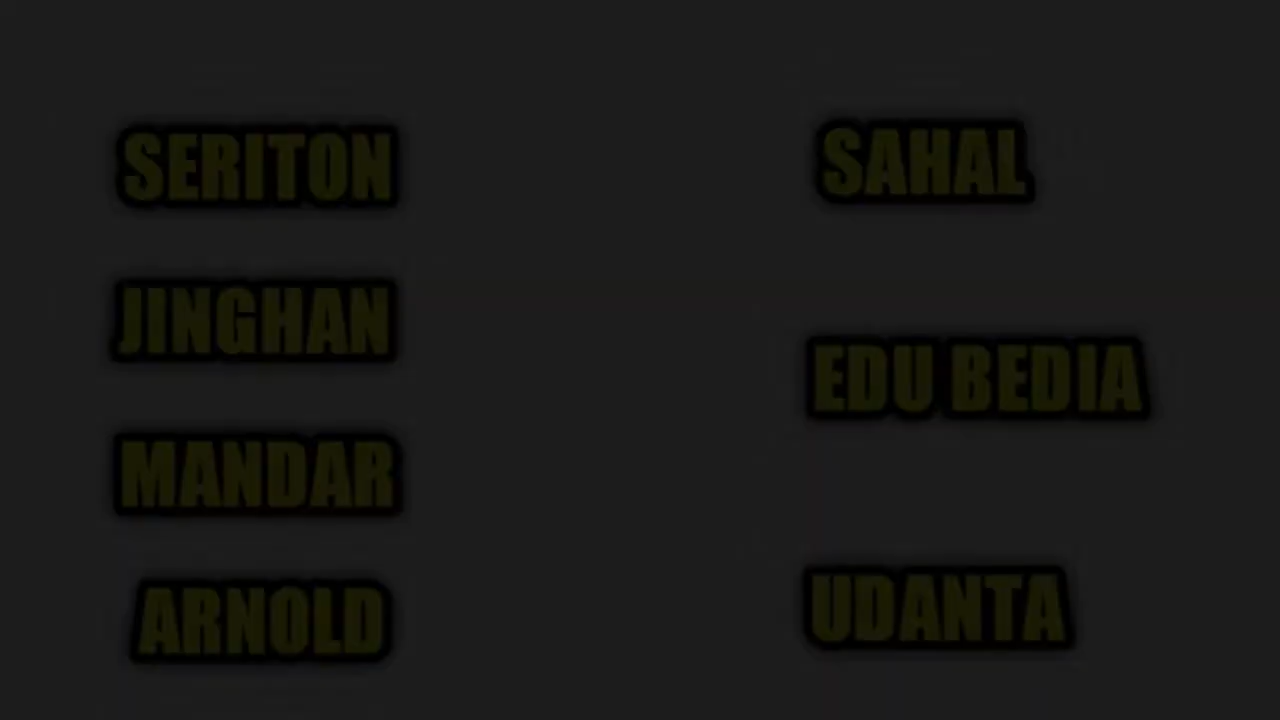 SERITON
JINGHAN
MANDAR
ARNOLD
SAHAL
EDU BEDIA
UDANTA